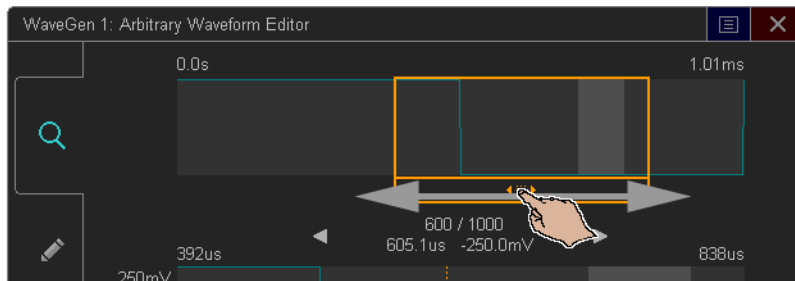 WaveGen 1: Arbitrary Waveform Editor
0.0s 1.01ms
600 / 1000
605.1us -250.0mV
392us 838us
250mV